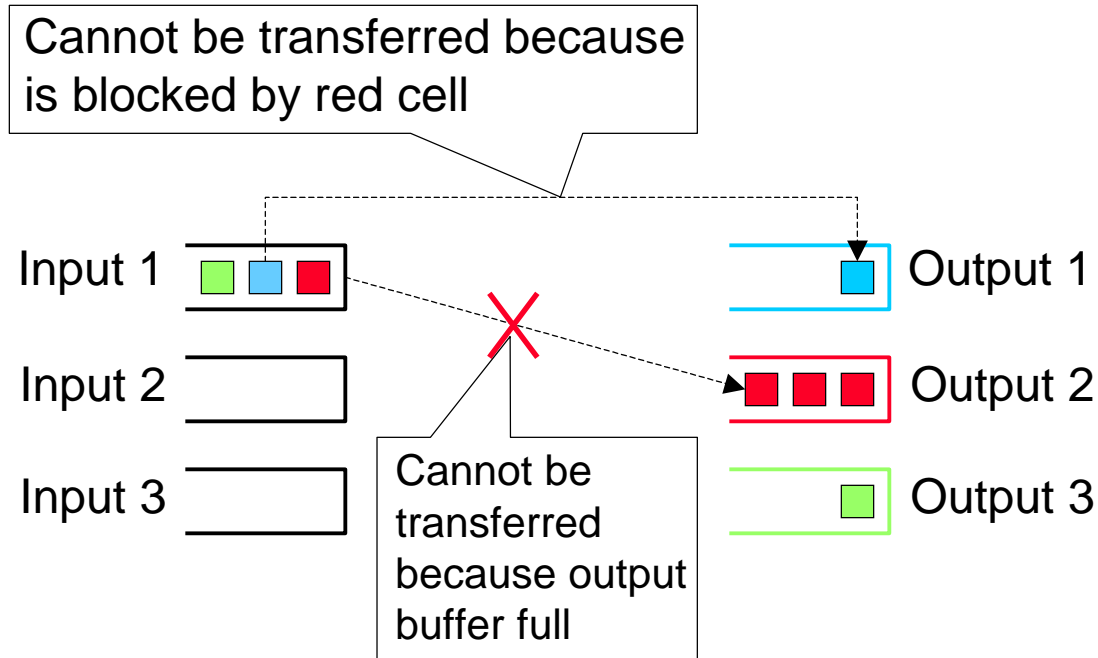 Cannot be transferred because
is blocked by red cell
Input 1
Output 1
Input 2
Output 2
Input 3
Output 3
Cannot be
transferred
because output
buffer full